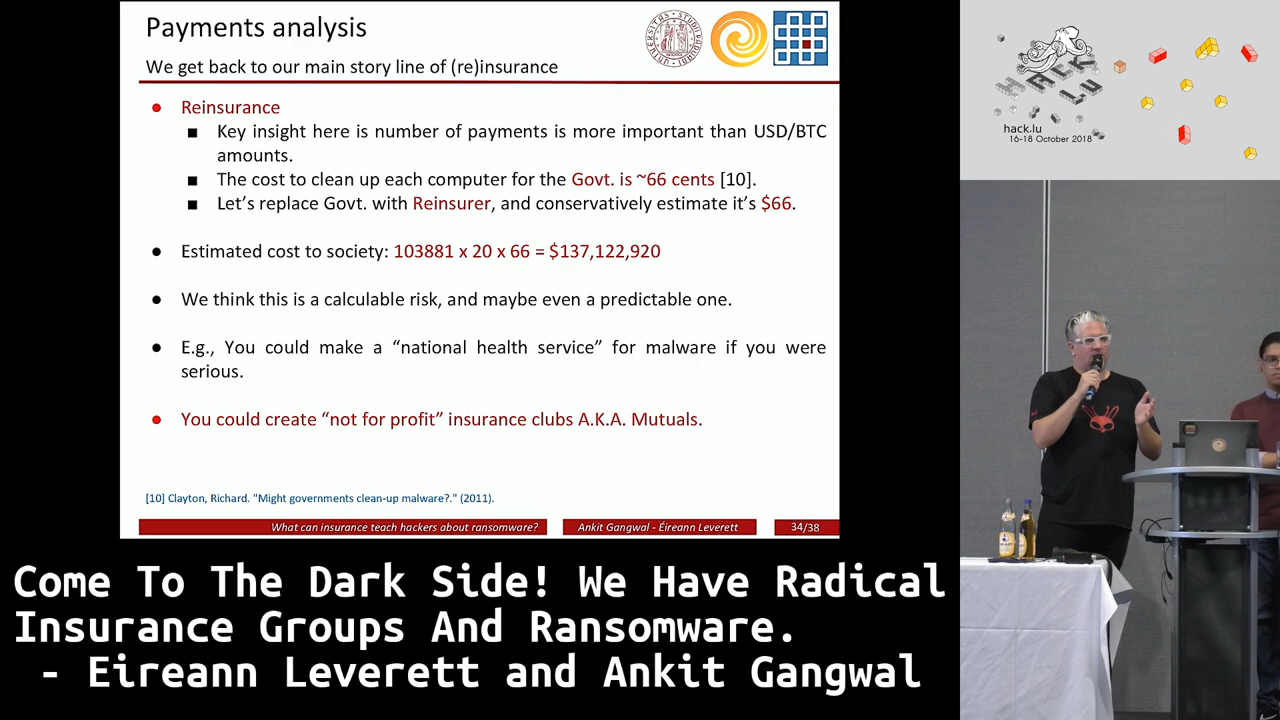 Payments analysis
We get back to our main story line of (re)insurance
● Reinsurance
■ Key insight here is number of payments is more important than USD/BTC
amounts.
■ The cost to clean up each computer for the Govt. is ~66 cents [10].
■ Let's replace Govt. with Reinsurer, and conservatively estimate it's $66.
● Estimated cost to society: 103881 x 20 x 66 = $137,122,920
● We think this is a calculable risk, and maybe even a predictable one.
● E.g., You could make a “national health service” for malware if you were
serious.
● You could create “not for profit” insurance clubs A.K.A. Mutuals.
[10] Clayton, Richard. "Might governments clean-up malware?." (2011).
What can insurance teach hackers about ransomware?
Ankit Gangwal - Éireann Leverett
34/38
HACK
LU
hack.lu
16-18 October 2018
Come To The Dark Side! We Have Radical
Insurance Groups And Ransomware.
- Eireann Leverett and Ankit Gangwal